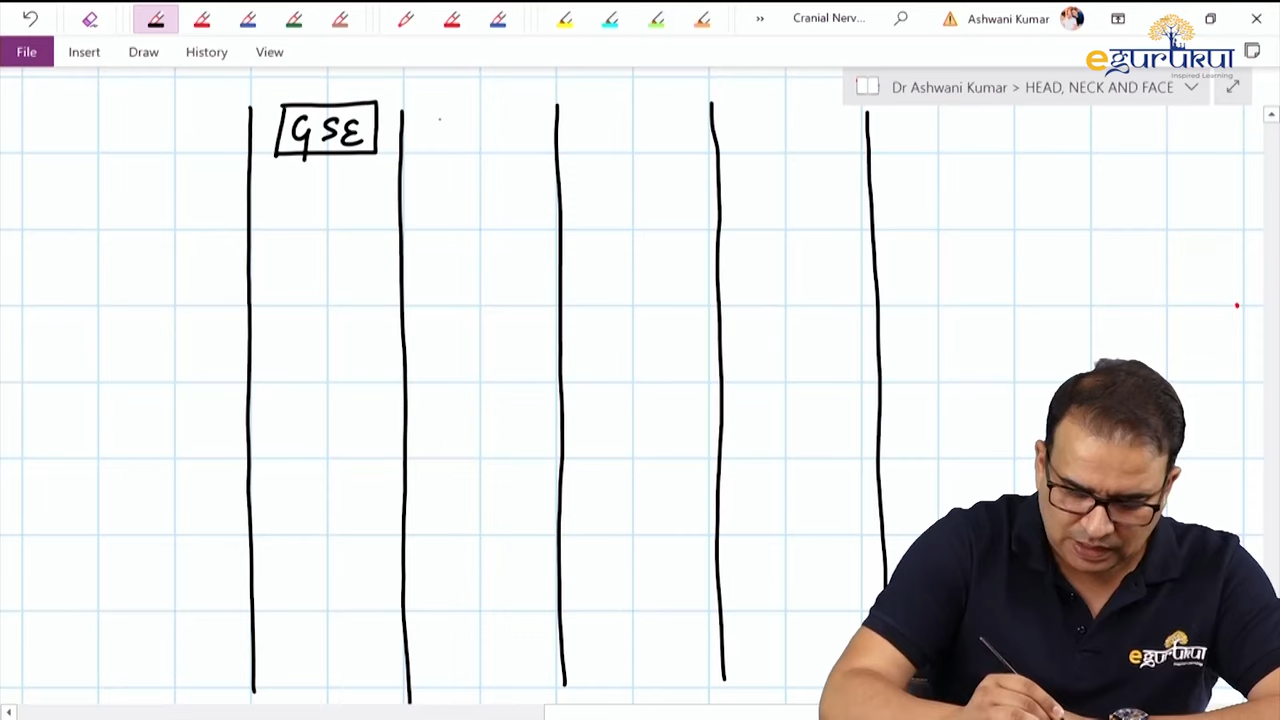 Cranial Nerv...
Ashwani Kumar
File
Insert
Draw
History
View
egurukul
Inspired Learning
Dr Ashwani Kumar > HEAD, NECK AND FACE
GSE
egurukul